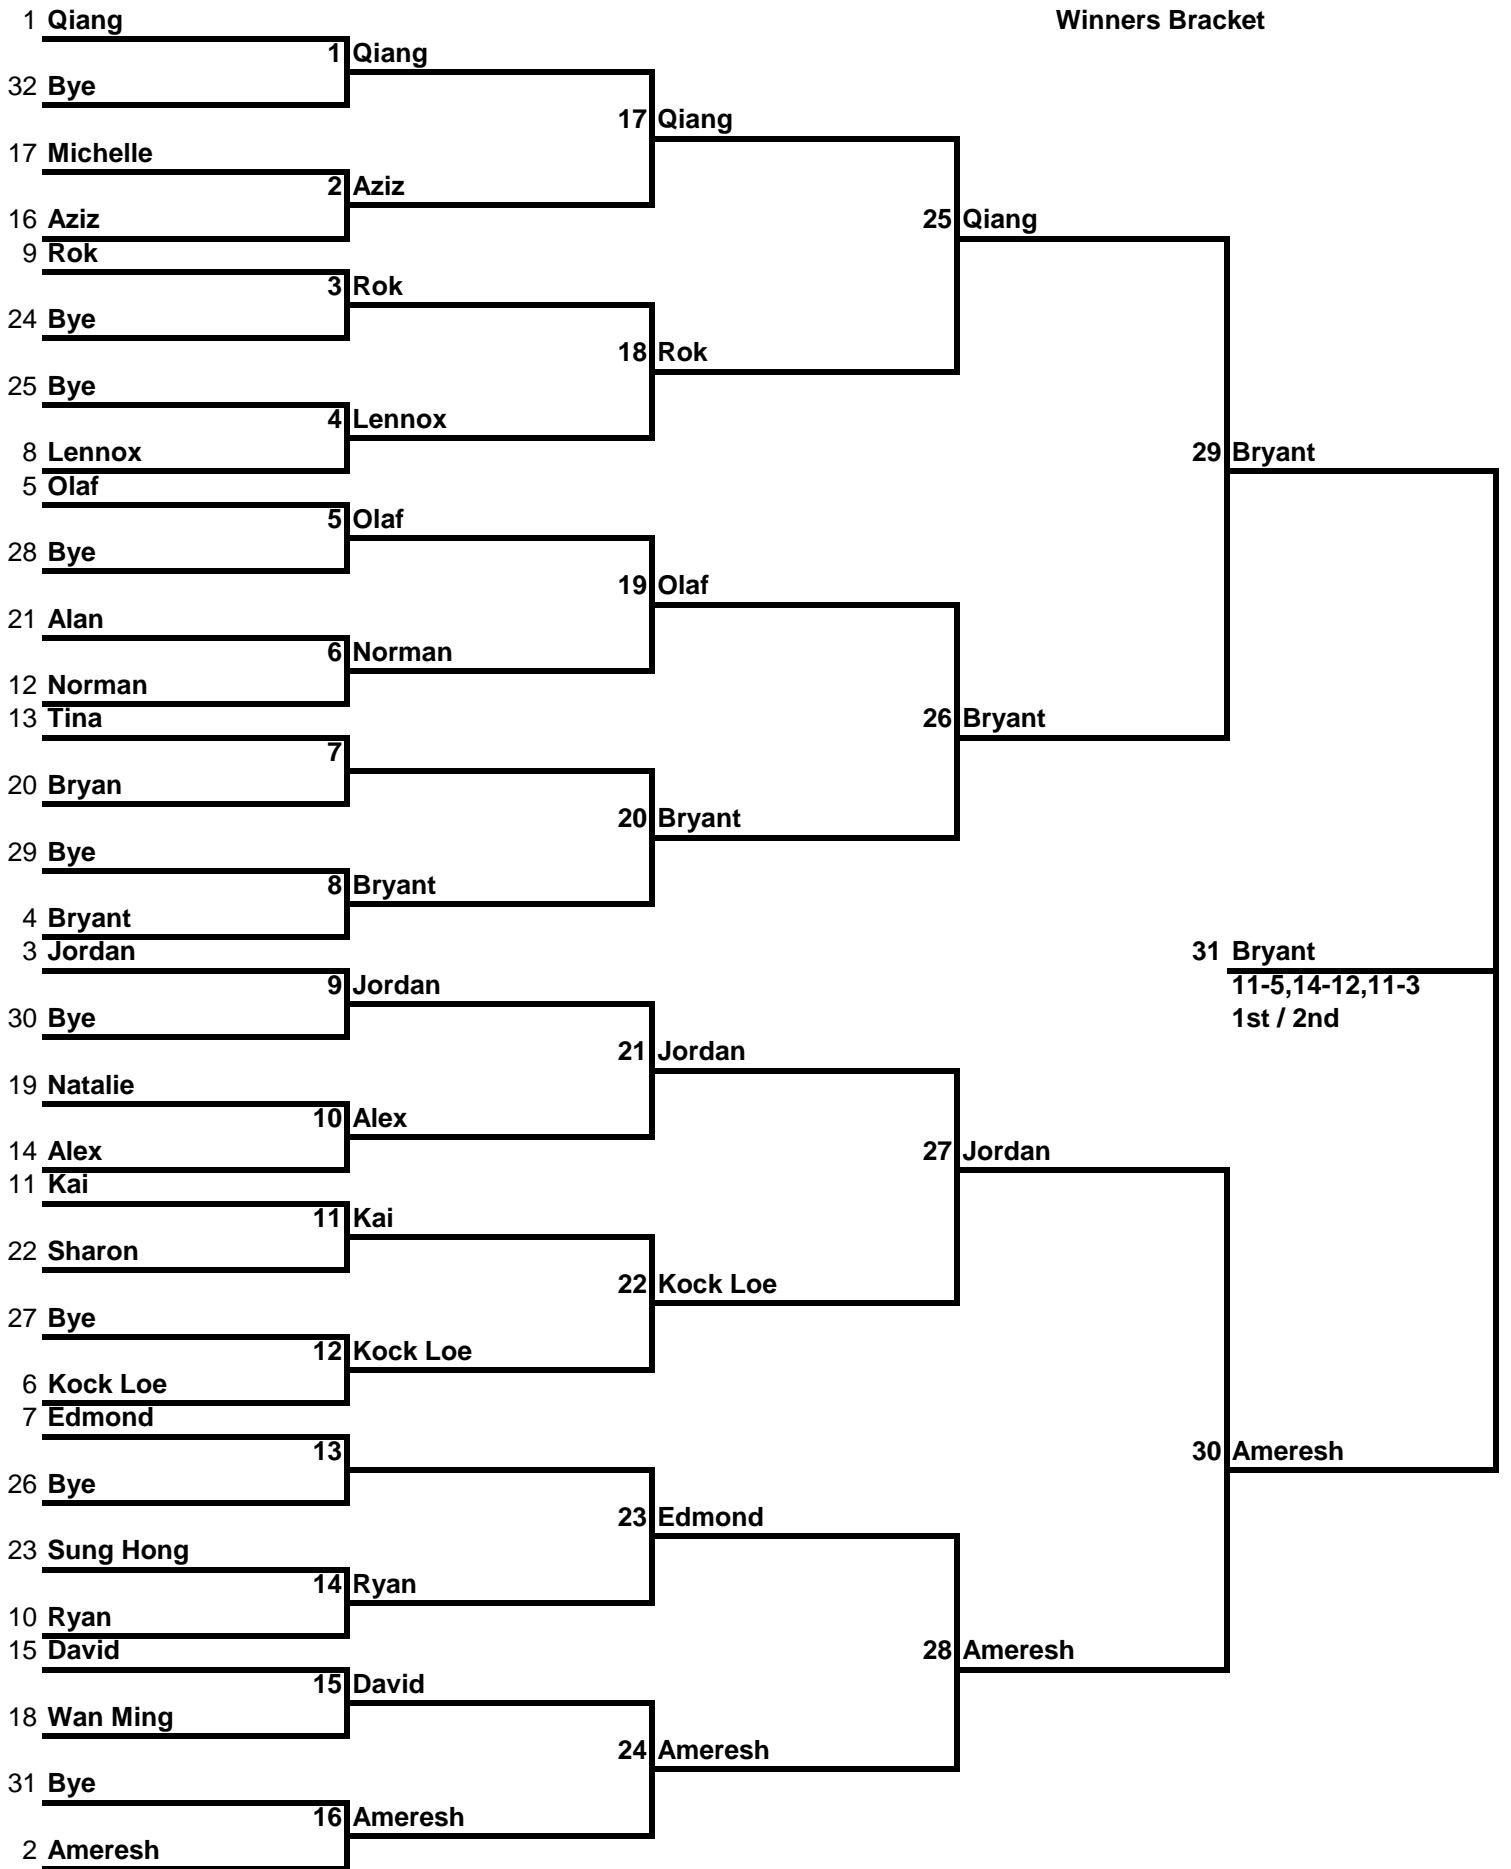 1 Qiang
Winners Bracket
1 Qiang
32 Bye
17 Qiang
17 Michelle
2 Aziz
16 Aziz
25 Qiang
9 Rok
3 Rok
24 Bye
18 Rok
25 Bye
4 Lennox
8 Lennox
29 Bryant
5 Olaf
5 Olaf
28 Bye
19 Olaf
21 Alan
6 Norman
12 Norman
13 Tina
26 Bryant
7
20 Bryan
20 Bryant
29 Bye
8 Bryant
4 Bryant
3 Jordan
31 Bryant
9 Jordan
11-5,14-12,11-3
30 Bye
1st / 2nd
21 Jordan
19 Natalie
10 Alex
14 Alex
27 Jordan
11 Kai
11 Kai
22 Sharon
22 Kock Loe
27 Bye
12 Kock Loe
6 Kock Loe
7 Edmond
13
30 Ameresh
26 Bye
23 Edmond
23 Sung Hong
14 Ryan
10 Ryan
15 David
28 Ameresh
15 David
18 Wan Ming
24 Ameresh
31 Bye
16 Ameresh
2 Ameresh